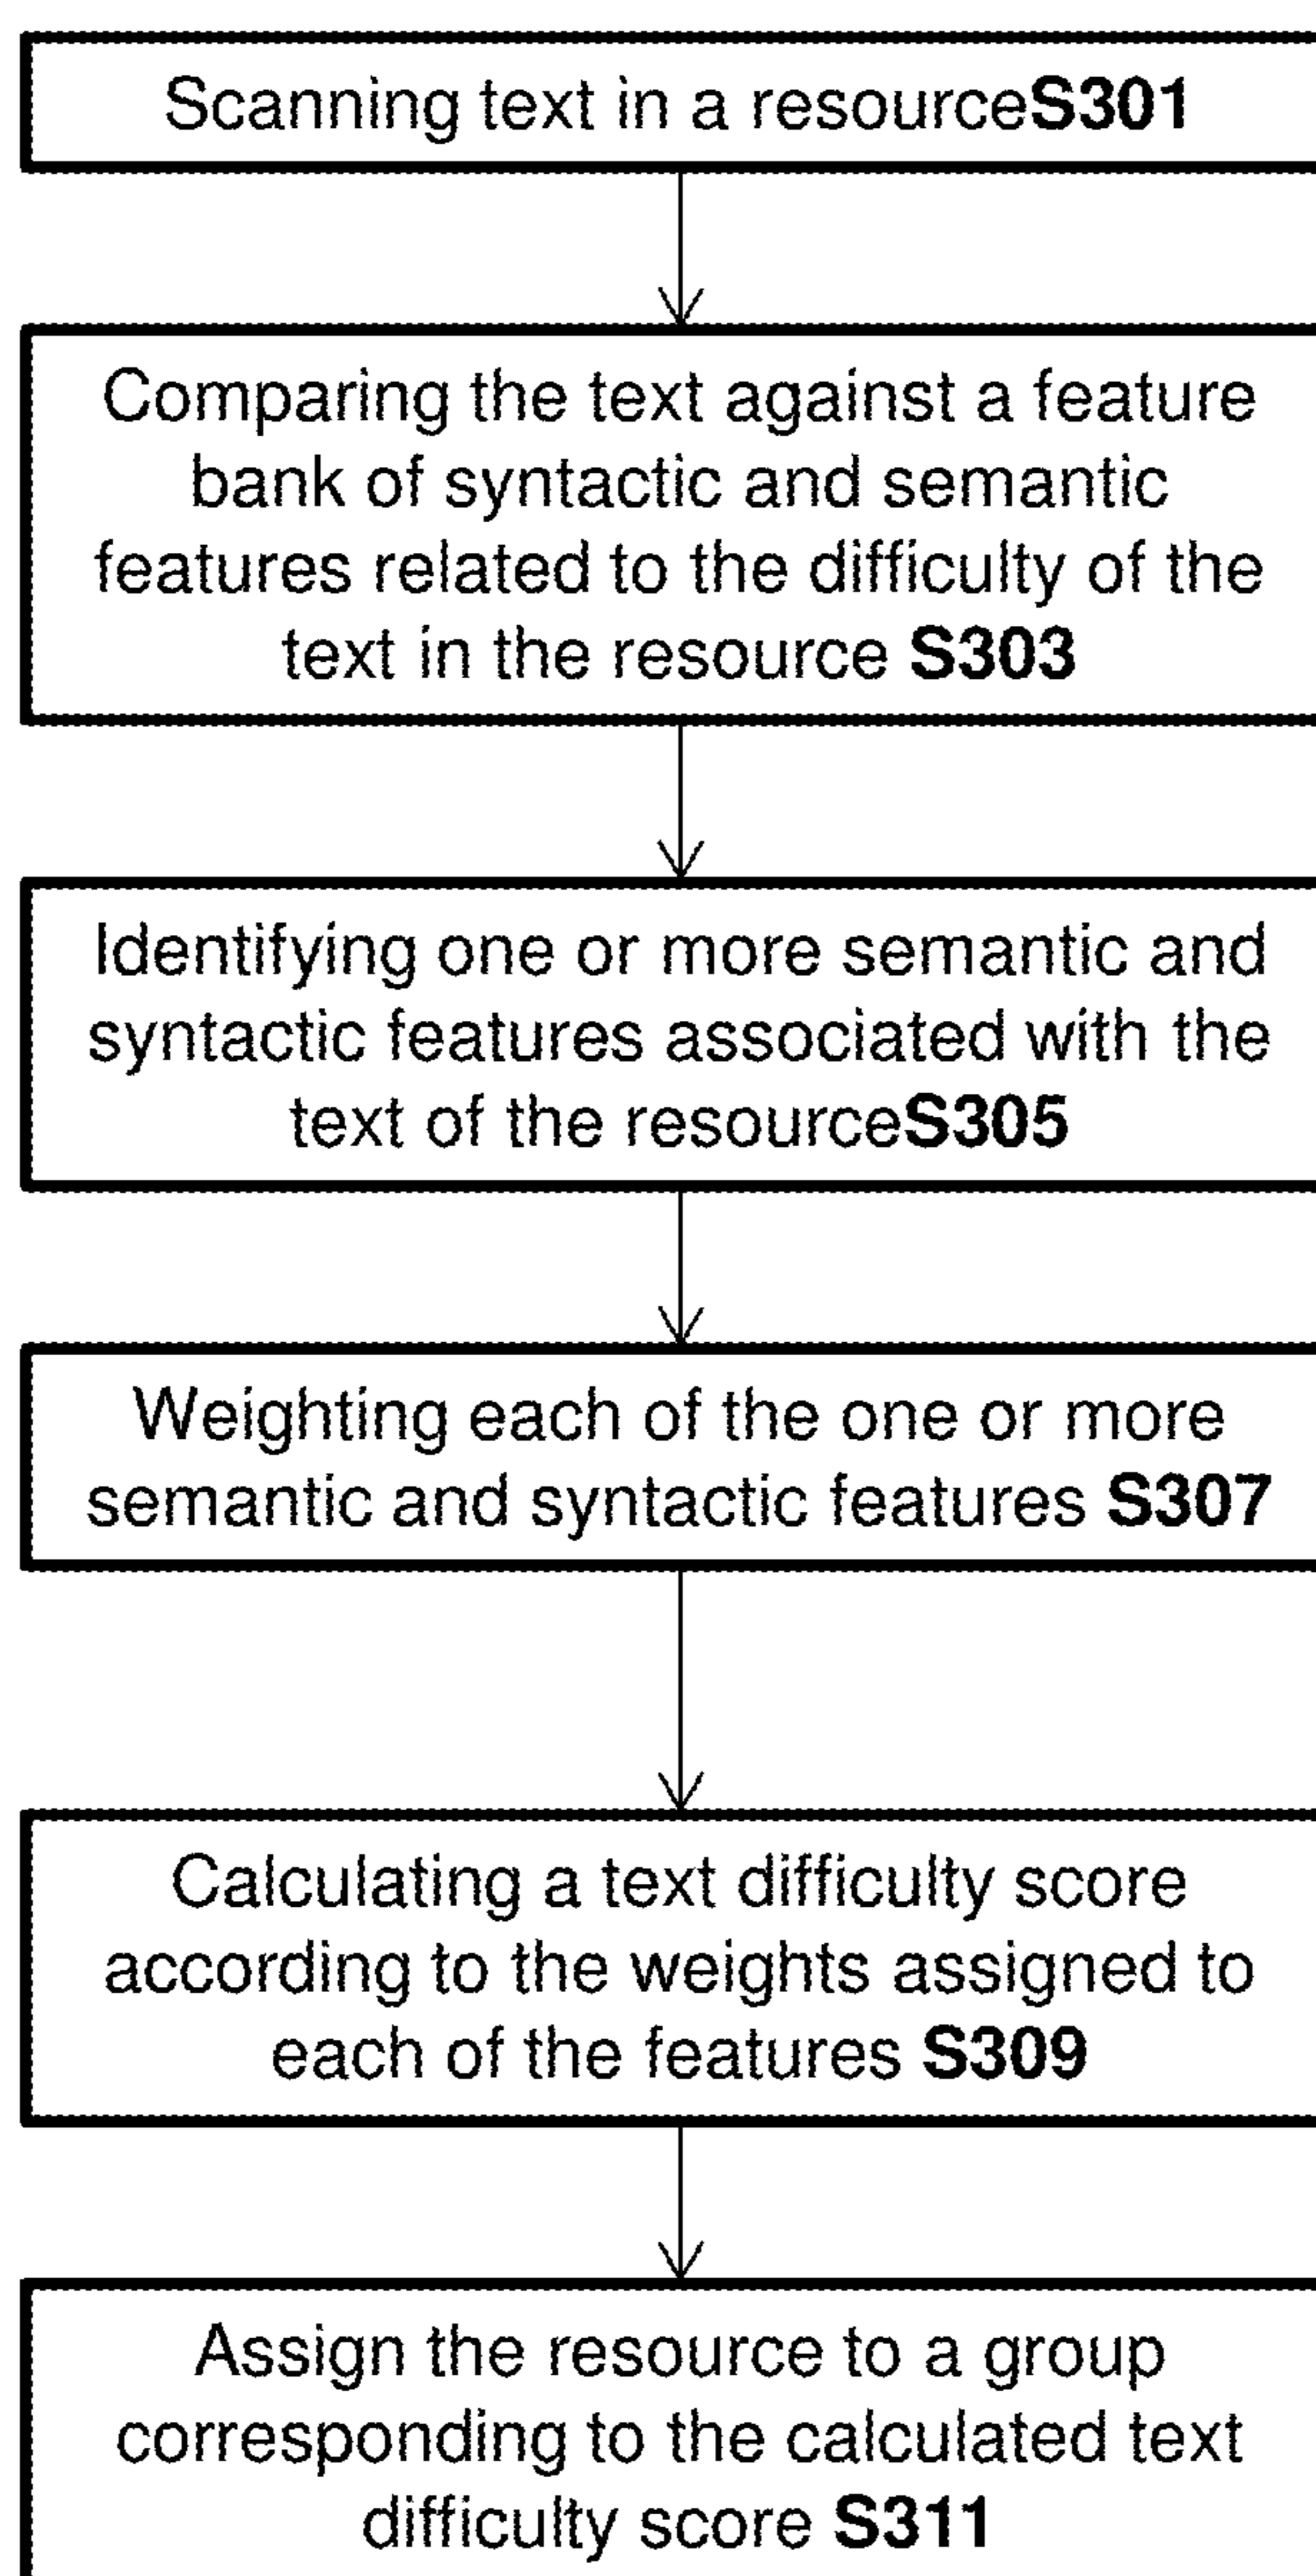 Scanning text in a resourceS301
Comparing the text against a feature
bank of syntactic and semantic
features related to the difficulty of the
text in the resource S303
Identifying one or more semantic and
syntactic features associated with the
text of the resourceS305
Weighting each of the one or more
semantic and syntactic features S307
Calculating a text difficulty score
according to the weights assigned to
each of the features S309
Assign the resource to a group
corresponding to the calculated text
difficulty score S311